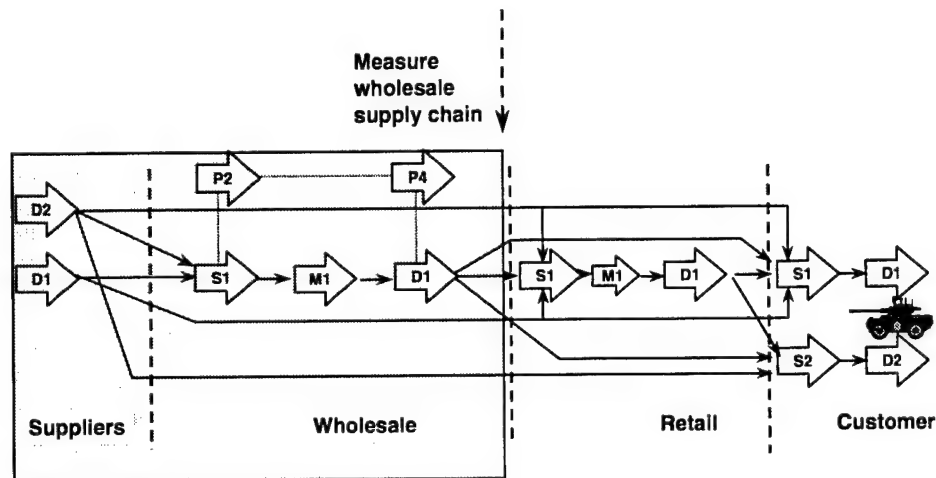 Measure
wholesale
supply chain
P2
P4
D2
D1
S1
M1
D1
S1
M1
D1
S1
D1
S2
D2
Suppliers
Wholesale
Retail
Customer